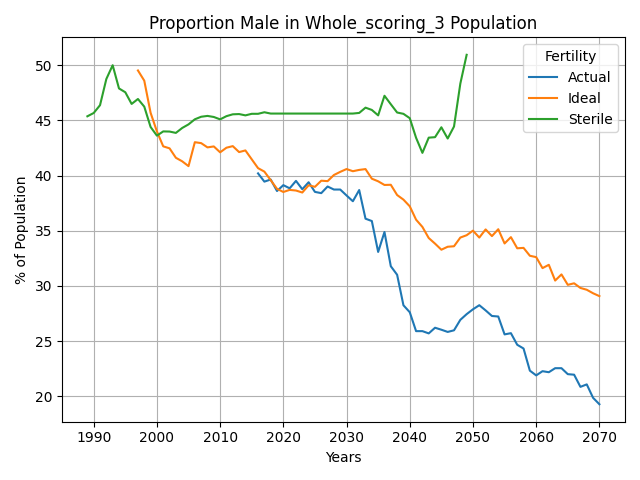 Proportion Male in Whole_scoring_3 Population
Fertility
Actual
Ideal
Sterile
% of Population
50
45
40
35
30
25
20
1990 2000 2010 2020 2030 2040 2050 2060 2070
Years